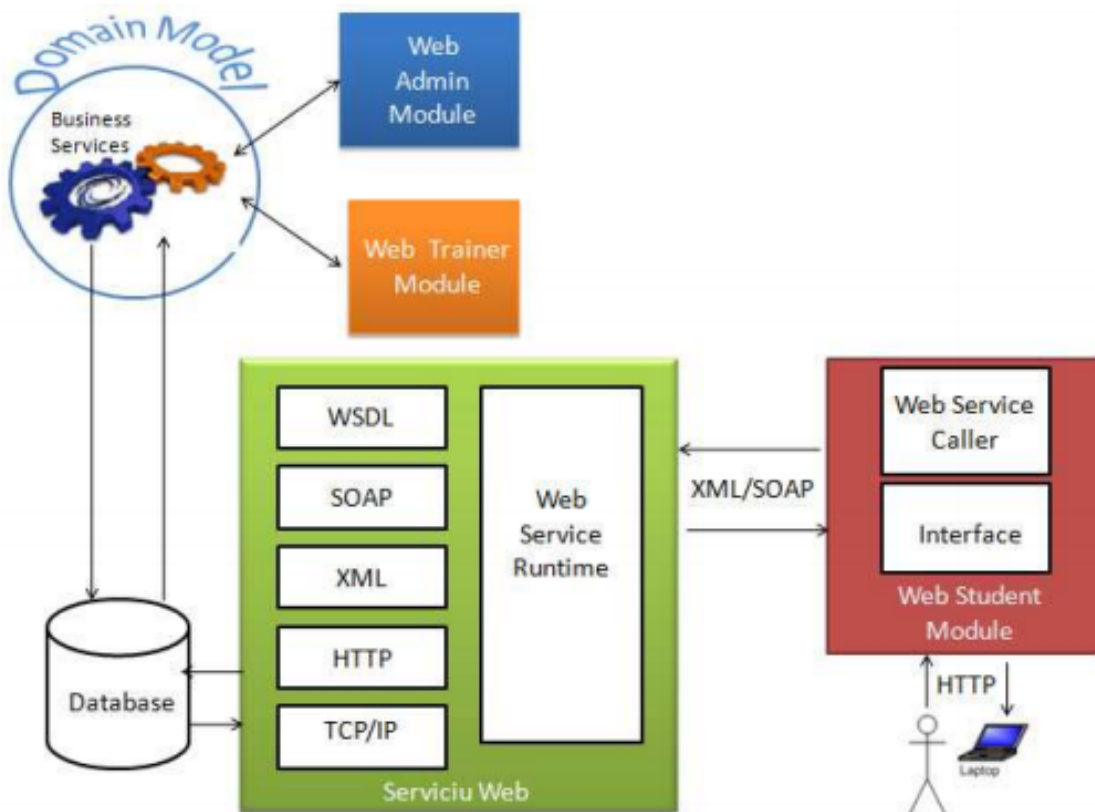 Domain Model
Business
Services
Web
Admin
Module
Web Trainer
Module
WSDL
SOAP
XML
HTTP
TCP/IP
Web
Service
Runtime
Serviciu Web
XML/SOAP
Web Service
Caller
Interface
Web Student
Module
HTTP
Laptop
Database